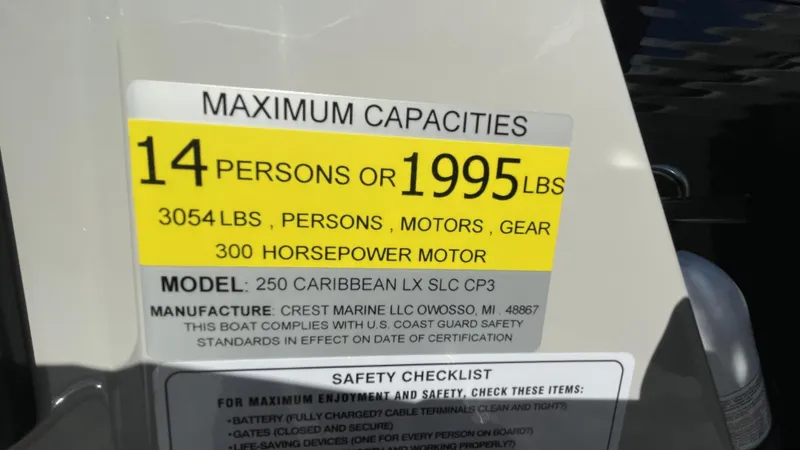 MAXIMUM CAPACITIES
14 PERSONS OR 1995 LBS
3054 LBS , PERSONS , MOTORS , GEAR
300 HORSEPOWER MOTOR
MODEL: 250 CARIBBEAN LX SLC CP3
MANUFACTURE: CREST MARINE LLC OWOSSO, MI . 48867
THIS BOAT COMPLIES WITH U.S. COAST GUARD SAFETY
STANDARDS IN EFFECT ON DATE OF CERTIFICATION
SAFETY CHECKLIST
FOR MAXIMUM ENJOYMENT AND SAFETY, CHECK THESE ITEMS:
•BATTERY (FULLY CHARGED? CABLE TERMINALS CLEAN AND TIGHT?)
•GATES (CLOSED AND SECURE)
•LIFE-SAVING DEVICES (ONE FOR EVERY PERSON ON BOARD?)
AND WORKING PROPERLY?)